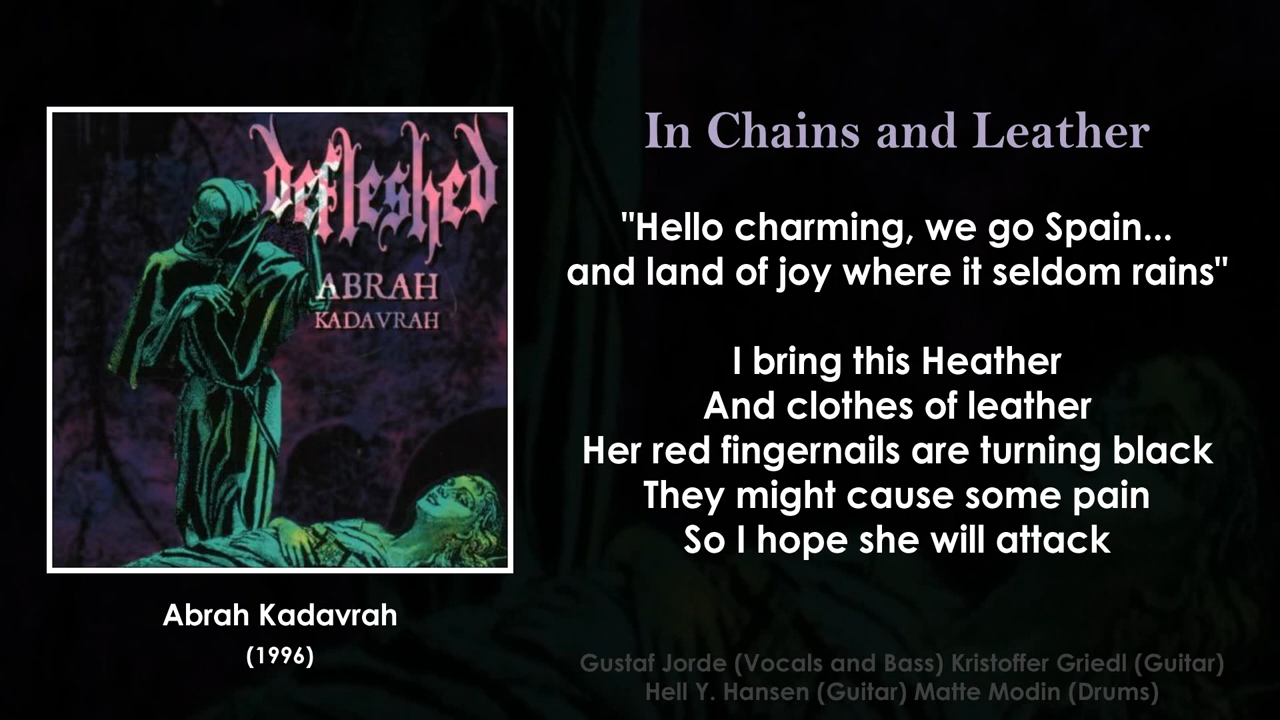 defleshed
ABRAH
KADAVRAH
Abrah Kadavrah
(1996)
In Chains and Leather
"Hello charming, we go Spain...
and land of joy where it seldom rains"
I bring this Heather
And clothes of leather
Her red fingernails are turning black
They might cause some pain
So I hope she will attack
Gustaf Jorde (Vocals and Bass) Kristoffer Griedl (Guitar)
Hell Y. Hansen (Guitar) Matte Modin (Drums)